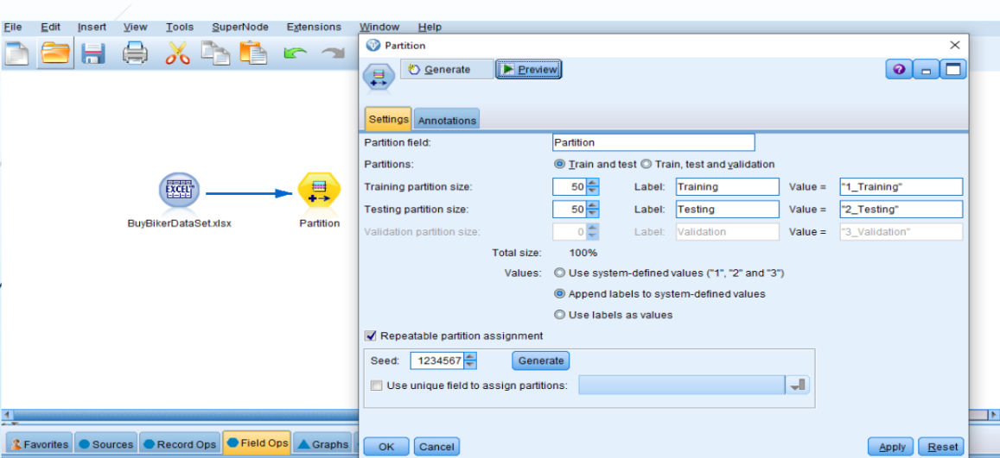 File Edit Insert View Tools SuperNode Extensions Window Help
Partition
Generate Preview
Settings Annotations
Partition field: Partition
Partitions: Train and test Train, test and validation
Training partition size: 50 Label: Training Value = "1_Training"
Testing partition size: 50 Label: Testing Value = "2_Testing"
Validation partition size: 0 Label: Validation Value = "3_Validation"
Total size: 100%
Values: Use system-defined values ("1", "2" and "3")
Append labels to system-defined values
Use labels as values
Repeatable partition assignment
Seed: 1234567 Generate
Use unique field to assign partitions:
OK Cancel Apply Reset
EXCEL
BuyBikerDataSet.xlsx Partition
Favorites Sources Record Ops Field Ops Graphs